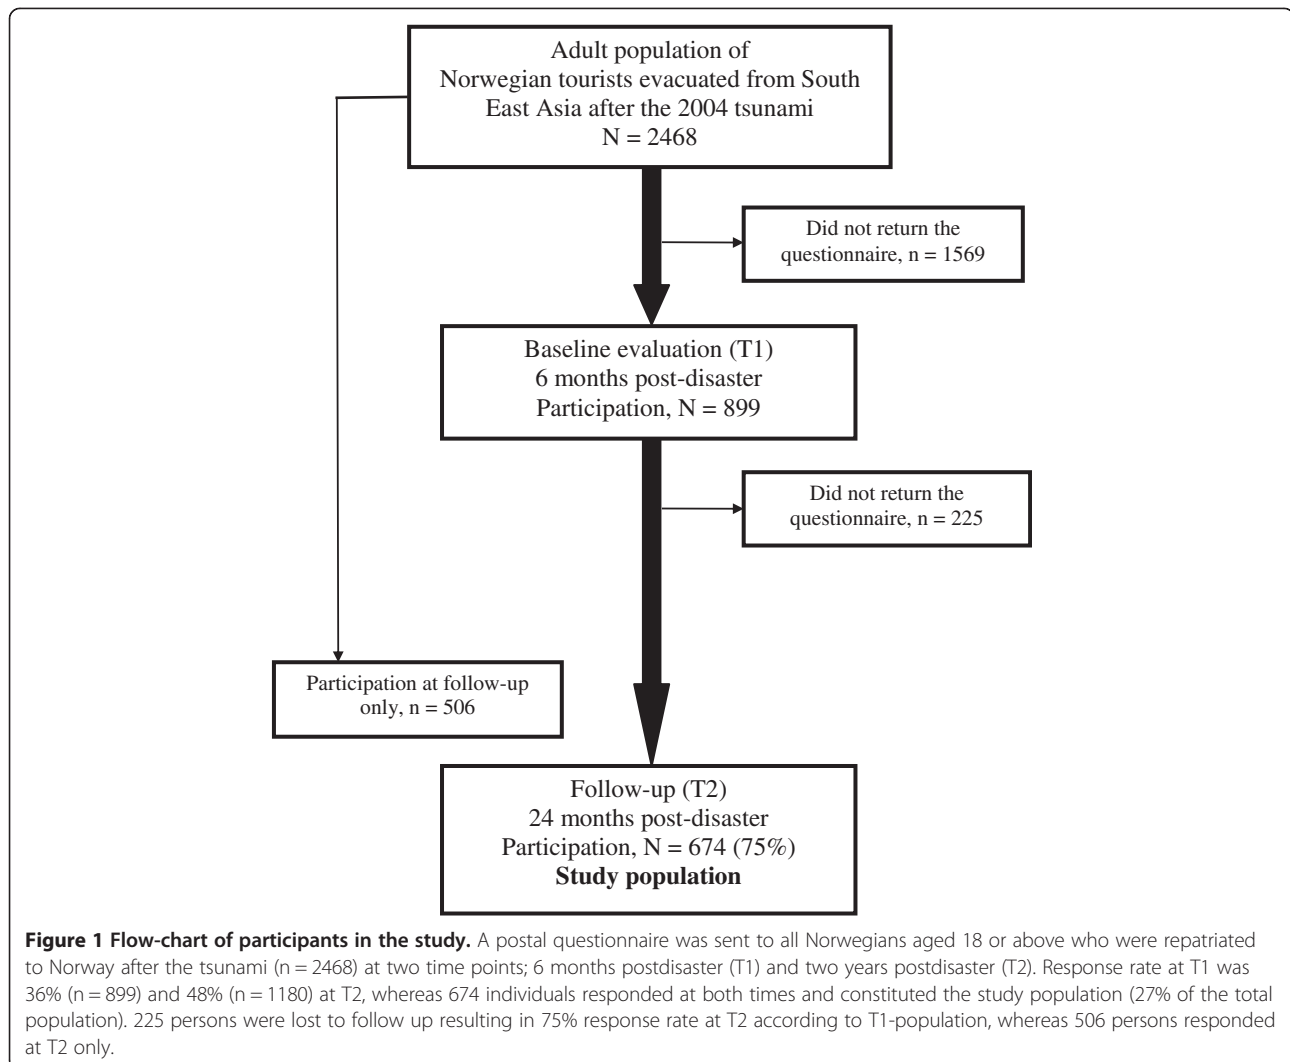 Adult population of
Norwegian tourists evacuated from South
East Asia after the 2004 tsunami
N = 2468
Did not return the
questionnaire, n = 1569
Baseline evaluation (T1)
6 months post-disaster
Participation, N = 899
Did not return the
questionnaire, n = 225
Participation at follow-up
only, n = 506
Follow-up (T2)
24 months post-disaster
Participation, N = 674 (75%)
Study population
Figure 1 Flow-chart of participants in the study. A postal questionnaire was sent to all Norwegians aged 18 or above who were repatriated
to Norway after the tsunami (n = 2468) at two time points; 6 months postdisaster (T1) and two years postdisaster (T2). Response rate at T1 was
36% (n = 899) and 48% (n = 1180) at T2, whereas 674 individuals responded at both times and constituted the study population (27% of the total
population). 225 persons were lost to follow up resulting in 75% response rate at T2 according to T1-population, whereas 506 persons responded
at T2 only.